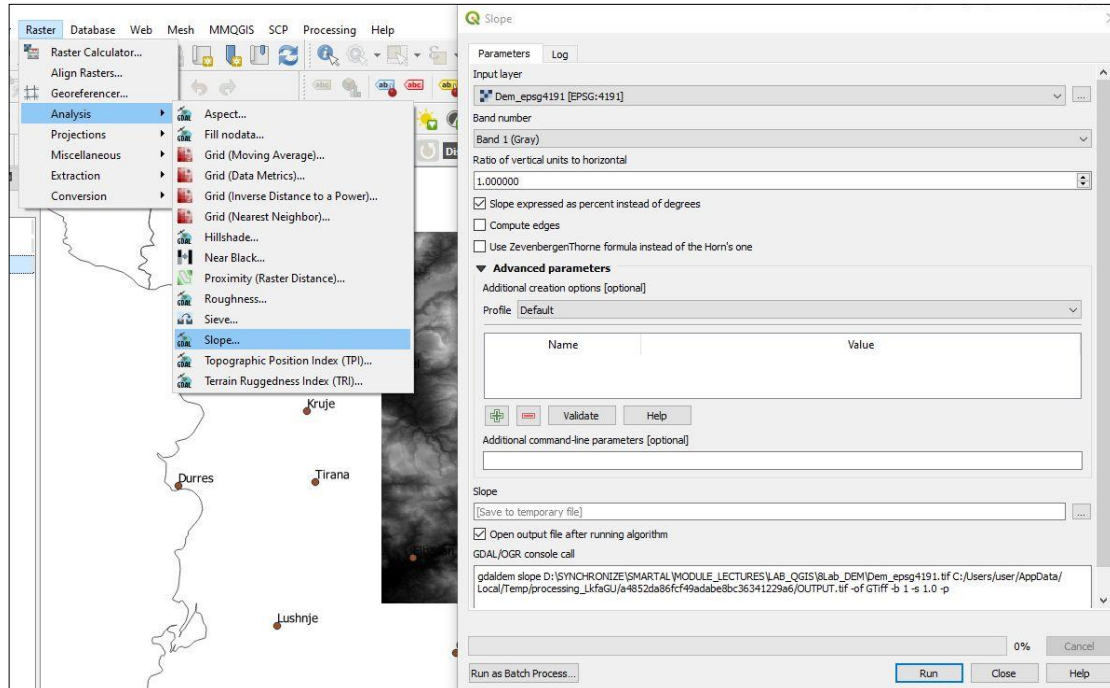 Raster Database Web Mesh MMQGIS SCP Processing Help
Raster Calculator...
Align Rasters...
Georeferencer...
Analysis
Projections
Miscellaneous
Extraction
Conversion
Aspect...
Fill nodata...
Grid (Moving Average)...
Grid (Data Metrics)...
Grid (Inverse Distance to a Power)...
Grid (Nearest Neighbor)...
Hillshade...
Near Black...
Proximity (Raster Distance)...
Roughness...
Sieve...
Slope...
Topographic Position Index (TPI)...
Terrain Ruggedness Index (TRI)...
abc
Kruje
Durres
Tirana
Lushnje
Slope
Parameters Log
Input layer
Dem_epsg4191 [EPSG:4191]
...
Band number
Band 1 (Gray)
Ratio of vertical units to horizontal
1.000000
Slope expressed as percent instead of degrees
Compute edges
Use ZevenbergenThorne formula instead of the Horn's one
Advanced parameters
Additional creation options [optional]
Profile Default
Name Value
Validate Help
Additional command-line parameters [optional]
Slope
[Save to temporary file]
...
Open output file after running algorithm
GDAL/OGR console call
gdaldem slope D:\SYNCHRONIZE\SMARTAL\MODULE_LECTURES\LAB_QGIS\8Lab_DEM\Dem_epsg4191.tif C:/Users/user/AppData/
Local/Temp/processing_LkfaGU/a4852da86fcf49adabe8bc36341229a6/OUTPUT.tif -of GTiff -b 1 -s 1.0 -p
0% Cancel
Run as Batch Process... Run Close Help